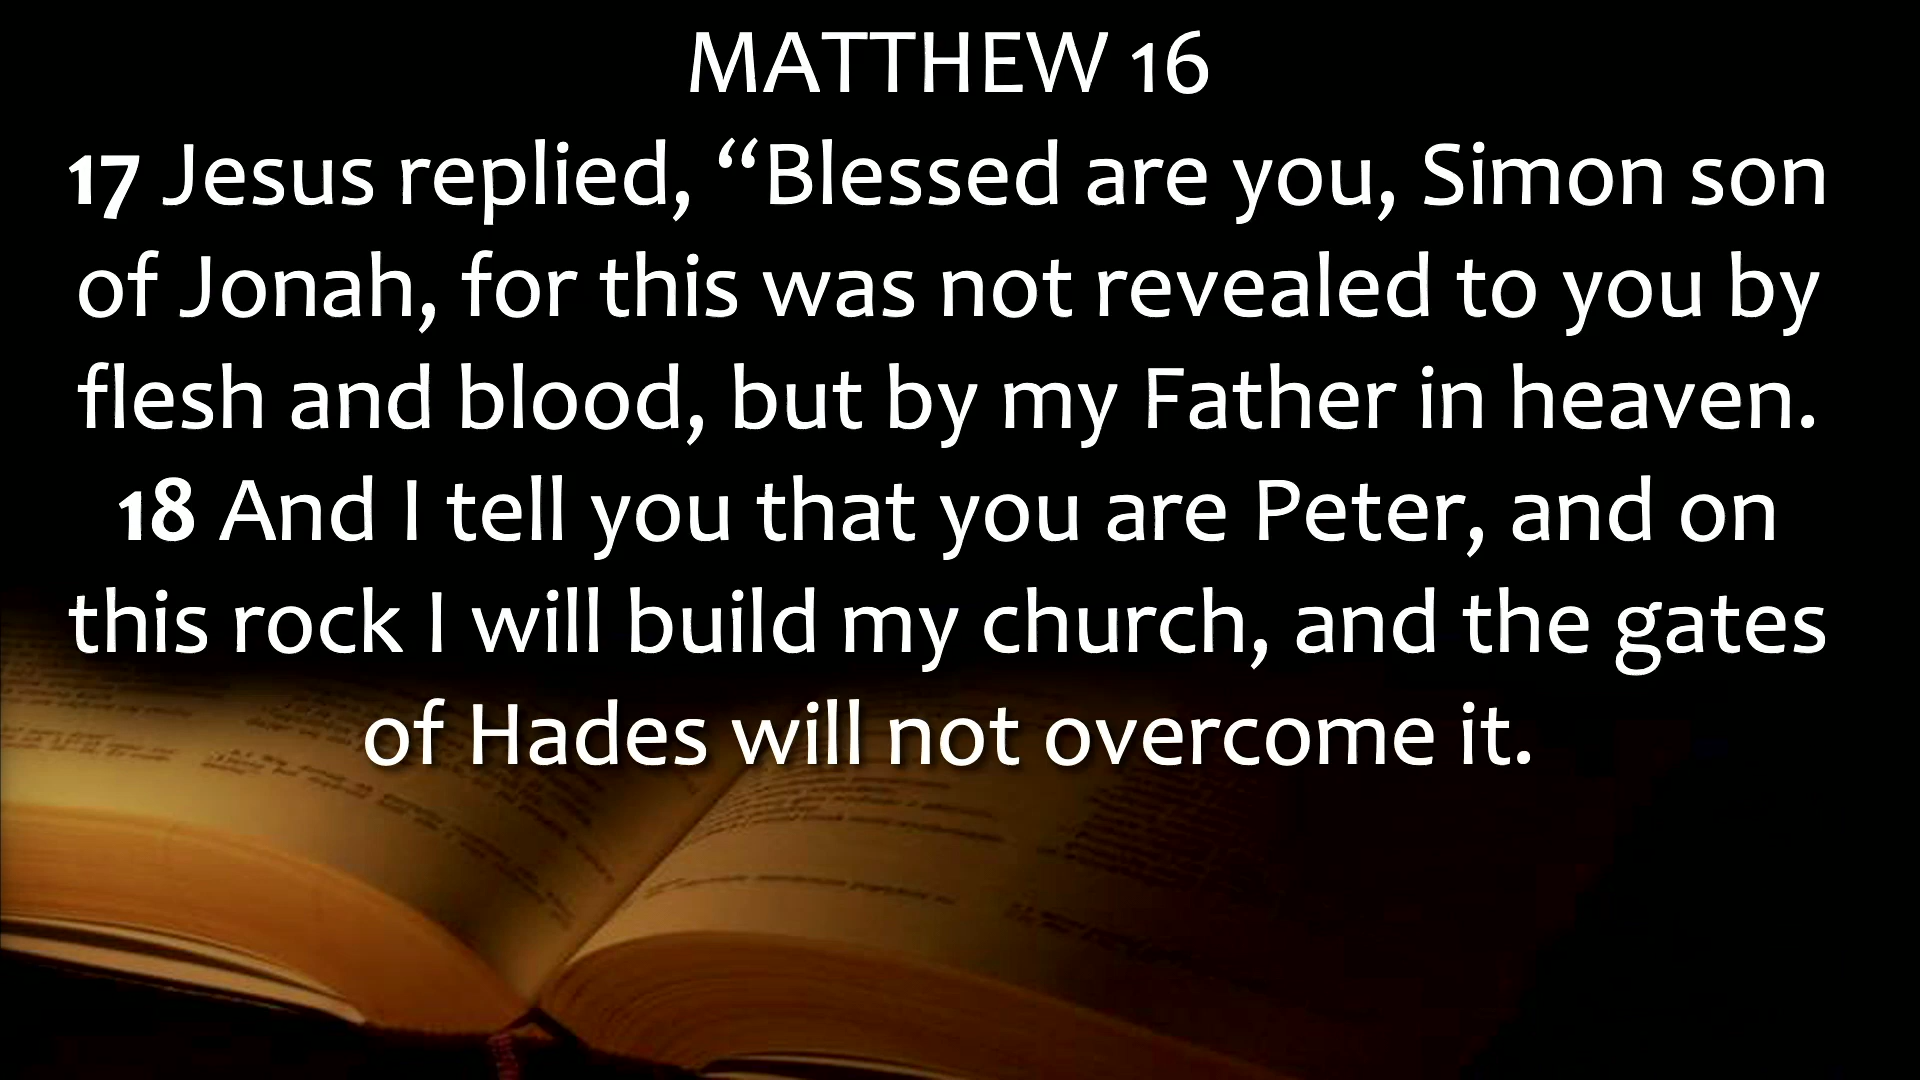 MATTHEW 16
17 Jesus replied, “Blessed are you, Simon son
of Jonah, for this was not revealed to you by
flesh and blood, but by my Father in heaven.
18 And I tell you that you are Peter, and on
this rock I will build my church, and the gates
of Hades will not overcome it.